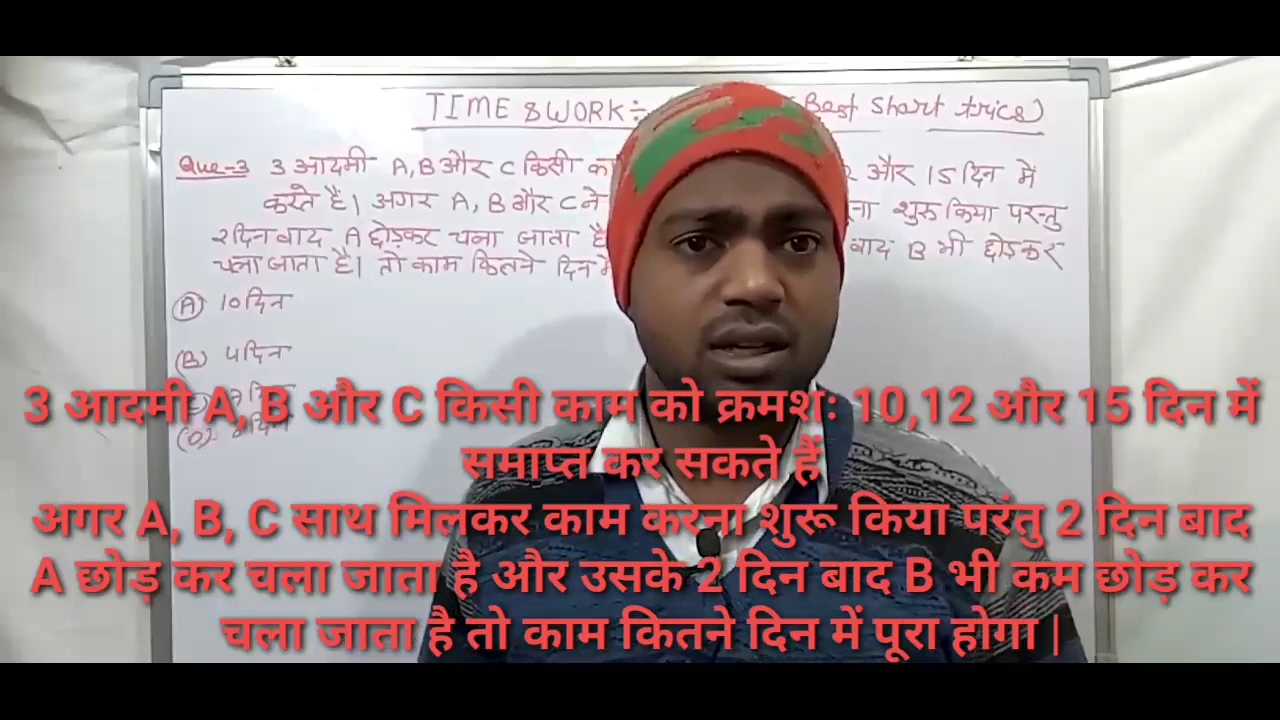 TIME & WORK :- Best Short trics)
Que-3 3 आदमी A, B और C किसी का और 15 दिन में
करते हैं। अगर A, B और C ने ना शुरू किया परन्तु
२ दिन बाद A छोड़कर चला जाता है बाद B भी छोड़कर
चला जाता है। तो काम कितने दिन में
(A) 10 दिन
(B) 4 दिन
3 आदमी A, B और C किसी काम को क्रमशः 10,12 और 15 दिन में
समाप्त कर सकते हैं
अगर A, B, C साथ मिलकर काम करना शुरू किया परंतु 2 दिन बाद
A छोड़ कर चला जाता है और उसके 2 दिन बाद B भी कम छोड़ कर
चला जाता है तो काम कितने दिन में पूरा होगा |